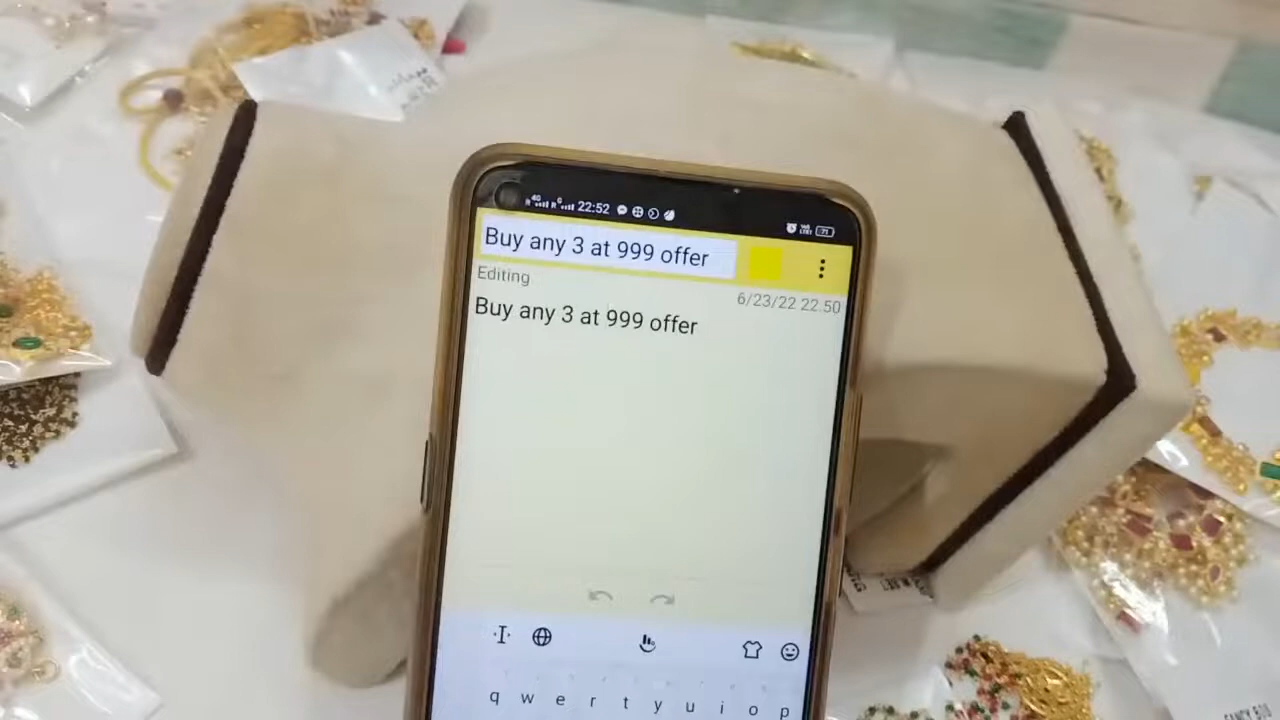 22:52
Buy any 3 at 999 offer
Editing
6/23/22 22.50
Buy any 3 at 999 offer
q w e r t y u i o p